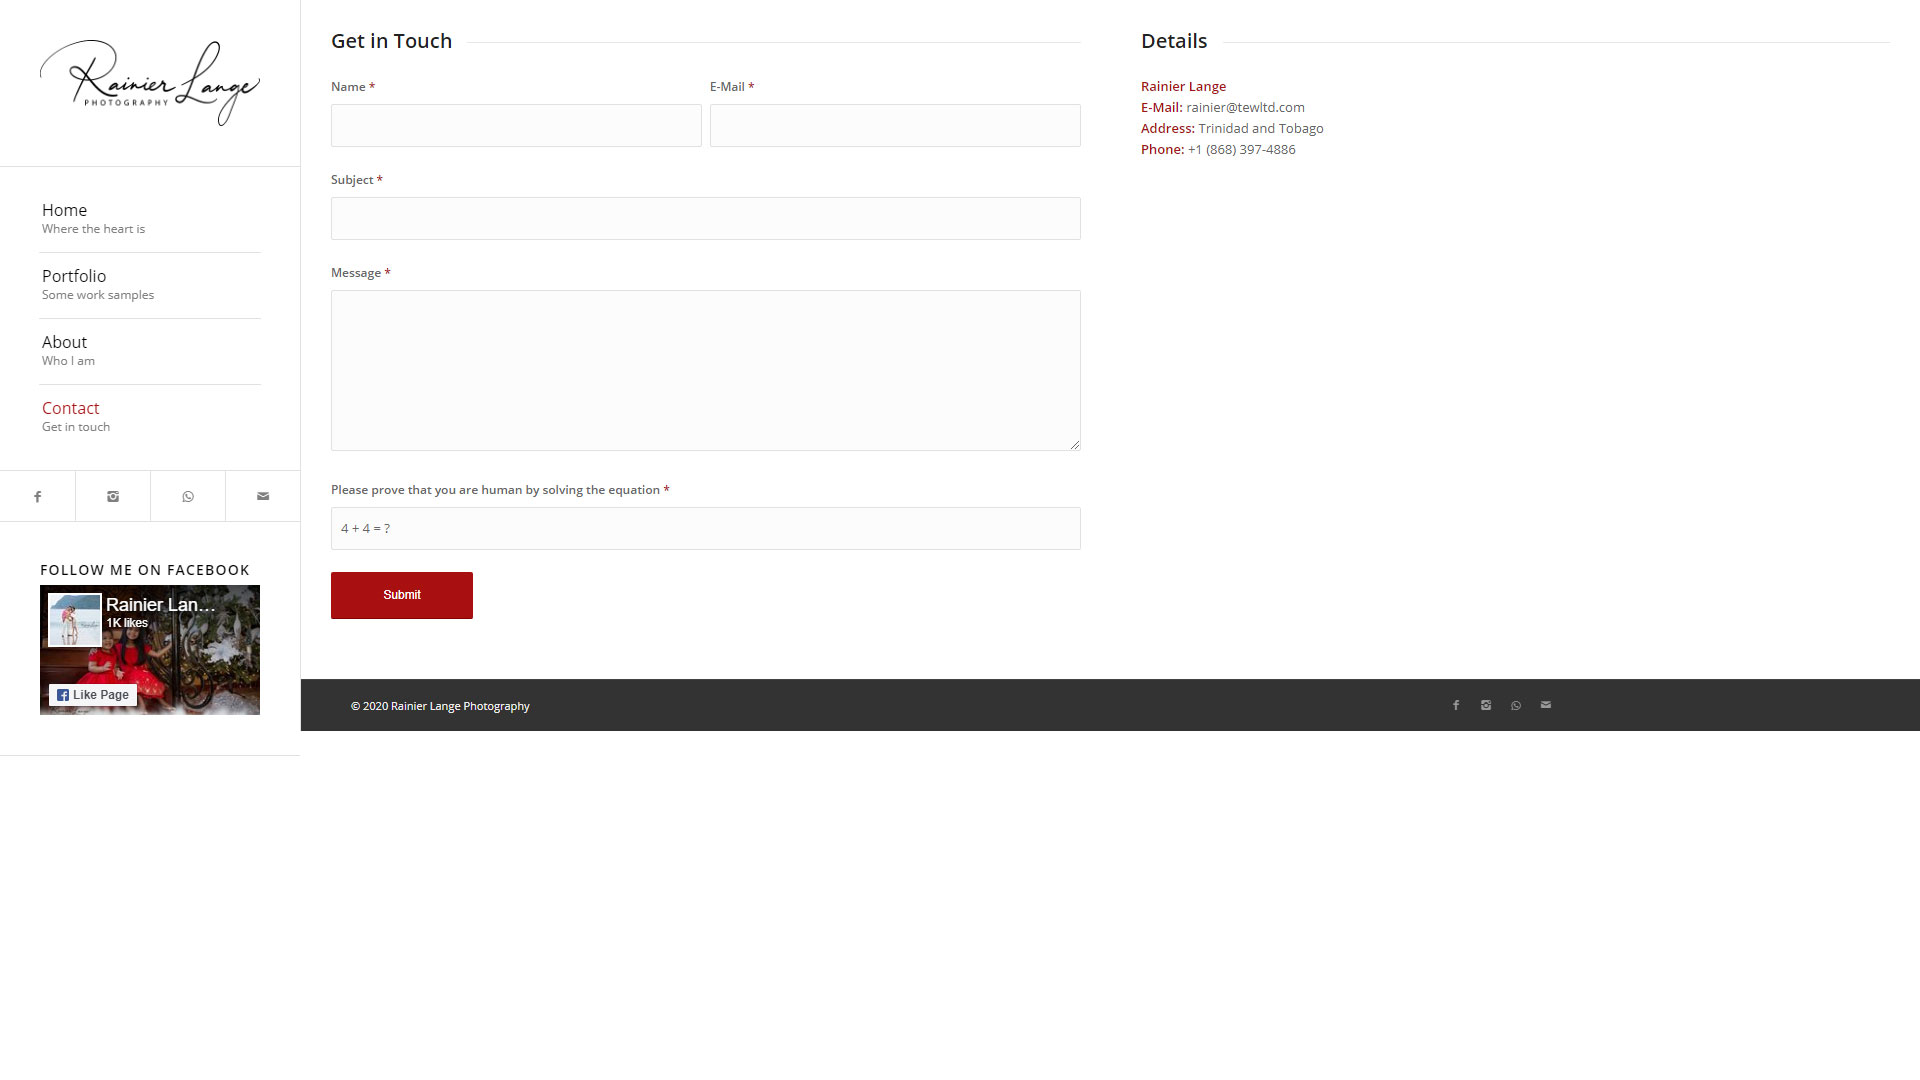 Rainier Lange
PHOTOGRAPHY
Home
Where the heart is
Portfolio
Some work samples
About
Who I am
Contact
Get in touch
FOLLOW ME ON FACEBOOK
Rainier Lan...
1K likes
Like Page
Get in Touch
Name *
E-Mail *
Subject *
Message *
Please prove that you are human by solving the equation *
4 + 4 = ?
Submit
Details
Rainier Lange
E-Mail: rainier@tewltd.com
Address: Trinidad and Tobago
Phone: +1 (868) 397-4886
© 2020 Rainier Lange Photography